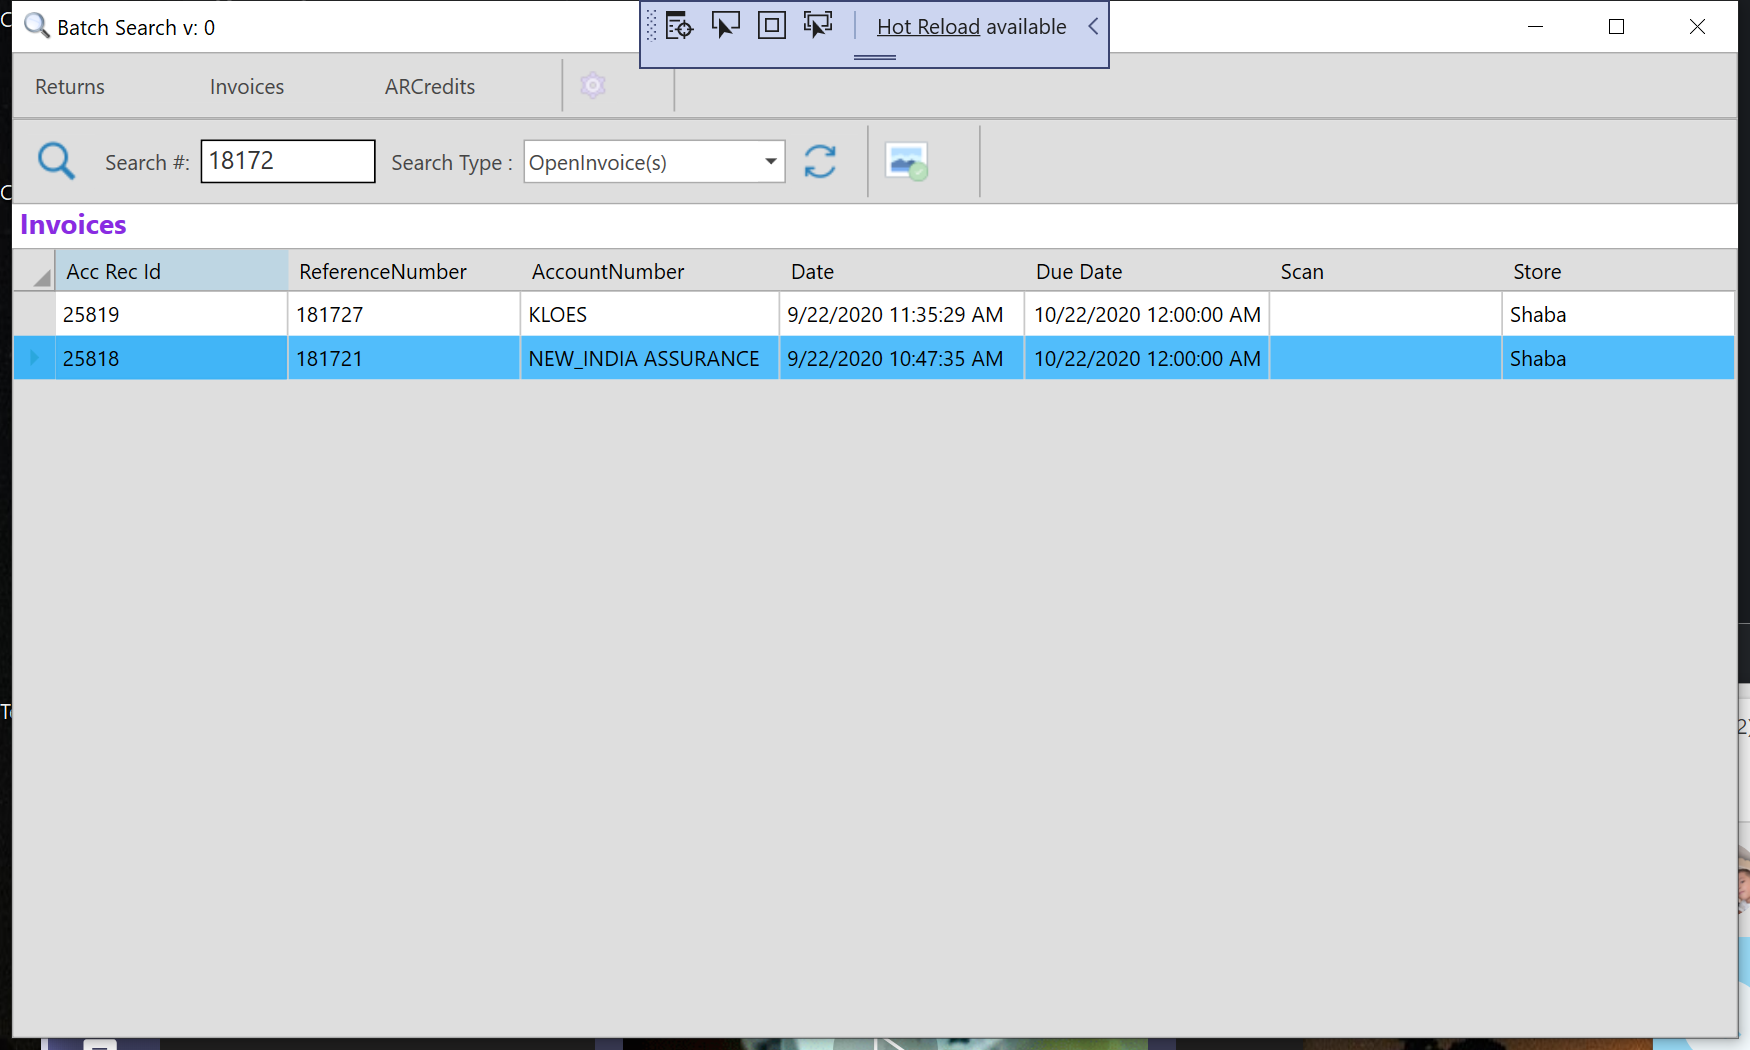 Batch Search v: 0
Hot Reload available
Returns Invoices ARCredits
Search #: 18172 Search Type : OpenInvoice(s)
Invoices
Acc Rec Id ReferenceNumber AccountNumber Date Due Date Scan Store
25819 181727 KLOES 9/22/2020 11:35:29 AM 10/22/2020 12:00:00 AM Shaba
25818 181721 NEW_INDIA ASSURANCE 9/22/2020 10:47:35 AM 10/22/2020 12:00:00 AM Shaba